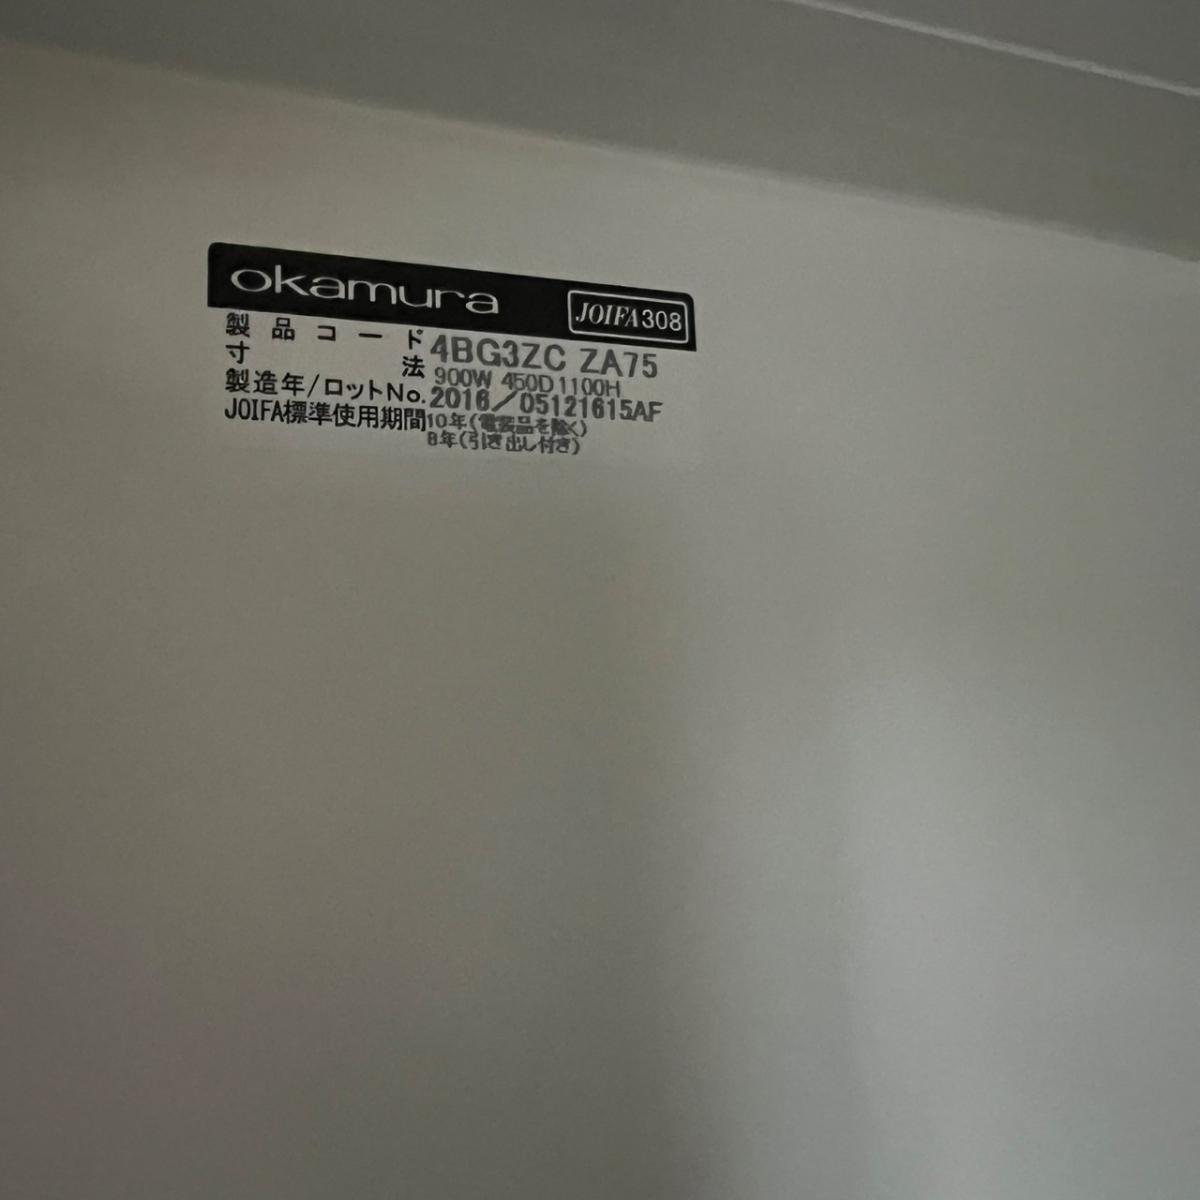 okamura JOIFA308
製品コード 4BG3ZC ZA75
寸法 900W 450D1100H
製造年/ロットNo. 2016/05121615AF
JOIFA標準使用期間 10年(電装品を除く)
8年(引き出し付き)